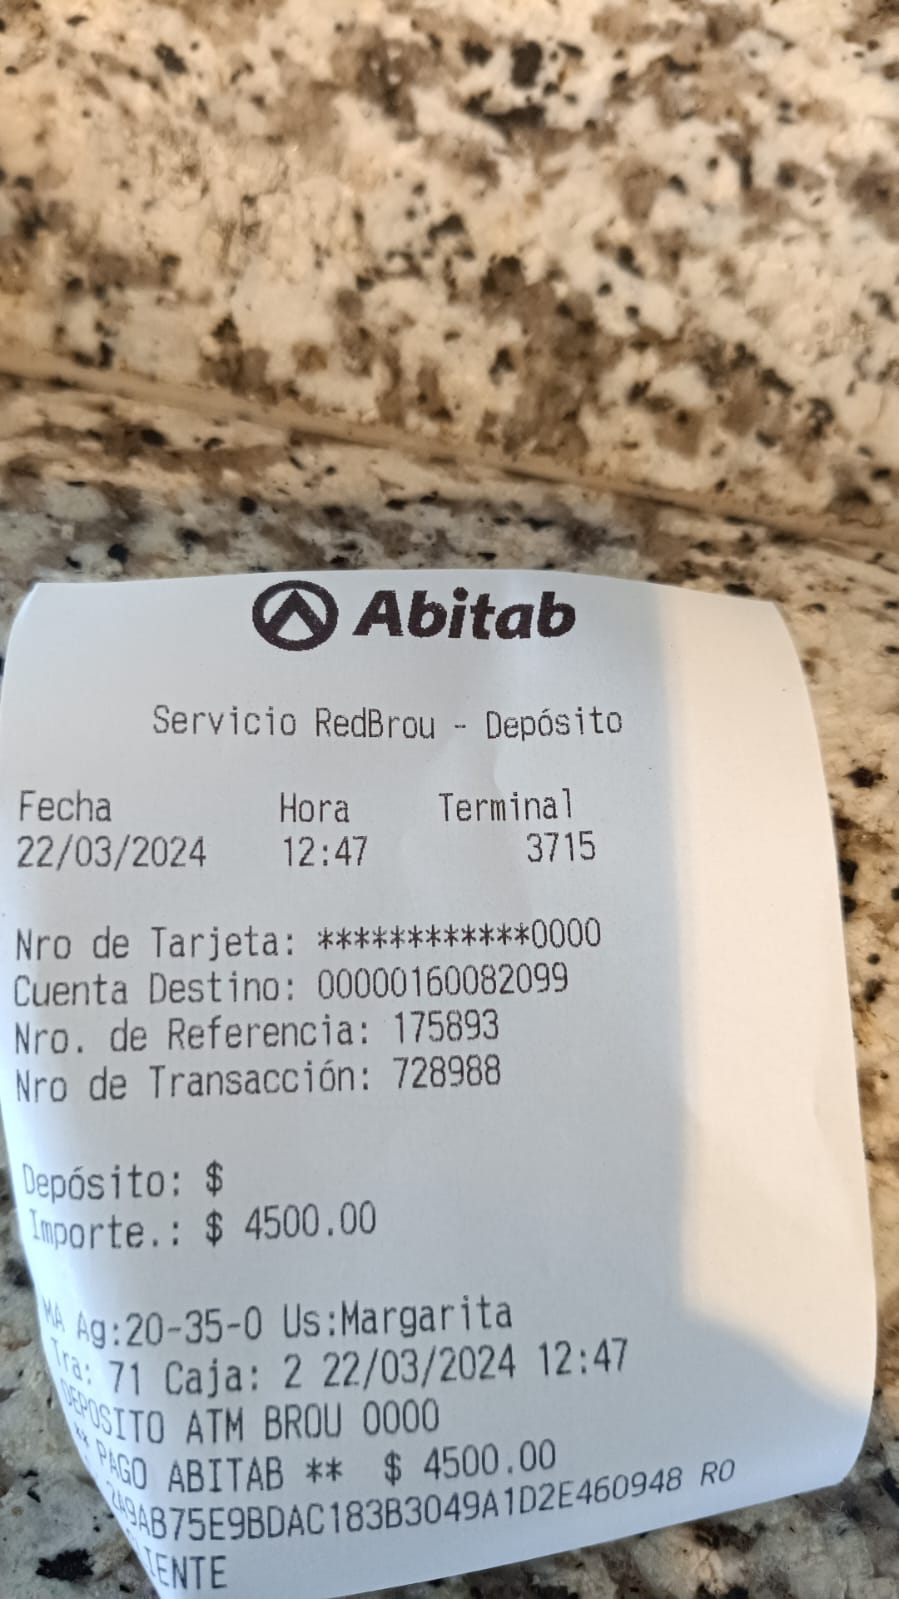 Abitab
Servicio RedBrou - Depósito
Fecha Hora Terminal
22/03/2024 12:47 3715
Nro de Tarjeta: ************0000
Cuenta Destino: 00000160082099
Nro. de Referencia: 175893
Nro de Transacción: 728988
Depósito: $
Importe.: $ 4500.00
MA Ag:20-35-0 Us:Margarita
Tra: 71 Caja: 2 22/03/2024 12:47
DEPOSITO ATM BROU 0000
** PAGO ABITAB ** $ 4500.00
RO